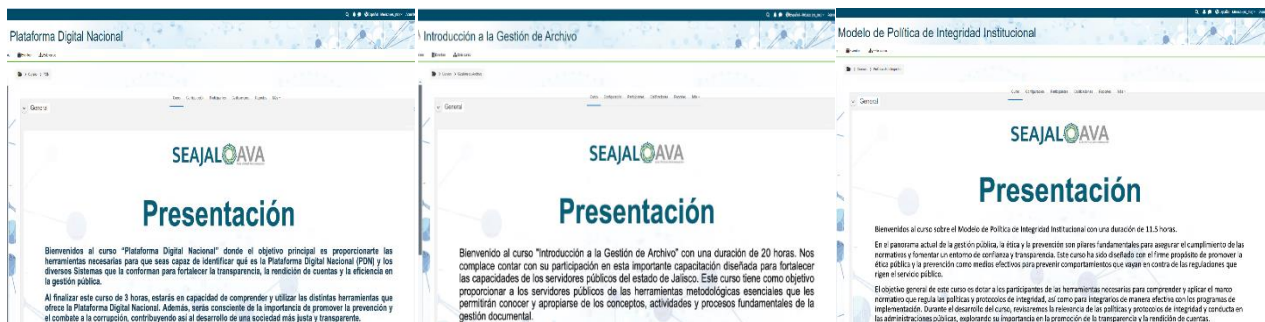 Plataforma Digital Nacional
General
SEAJAL AVA
Presentación
Bienvenidos al curso "Plataforma Digital Nacional" donde el objetivo principal es proporcionarte las
herramientas necesarias para que seas capaz de identificar qué es la Plataforma Digital Nacional (PDN) y los
diversos Sistemas que la conforman para fortalecer la transparencia, la rendición de cuentas y la eficiencia en
la gestión pública.
Al finalizar este curso de 3 horas, estarás en capacidad de comprender y utilizar las distintas herramientas que
ofrece la Plataforma Digital Nacional. Además, serás consciente de la importancia de promover la prevención y
el combate a la corrupción, contribuyendo así al desarrollo de una sociedad más justa y transparente.
Introducción a la Gestión de Archivo
General
SEAJAL AVA
Presentación
Bienvenido al curso "Introducción a la Gestión de Archivo" con una duración de 20 horas. Nos
complace contar con su participación en esta importante capacitación diseñada para fortalecer
las capacidades de los servidores públicos del estado de Jalisco. Este curso tiene como objetivo
proporcionar a los servidores públicos de las herramientas metodológicas esenciales que les
permitirán conocer y apropiarse de los conceptos, actividades y procesos fundamentales de la
gestión documental.
Modelo de Política de Integridad Institucional
General
SEAJAL AVA
Presentación
Bienvenidos al curso sobre el Modelo de Política de Integridad Institucional con una duración de 11.5 horas.
En el panorama actual de la gestión pública, la ética y la prevención son pilares fundamentales para asegurar el cumplimiento de las
normativas y fomentar un entorno de confianza y transparencia. Este curso ha sido diseñado con el firme propósito de promover la
ética pública y la prevención como medios efectivos para prevenir comportamientos que vayan en contra de las regulaciones que
rigen el servicio público.
El objetivo general de este curso es dotar a los participantes de las herramientas necesarias para comprender y aplicar el marco
normativo que regula las políticas y protocolos de integridad, así como para integrarlos de manera efectiva con los programas de
implementación. Durante el desarrollo del curso, revisaremos la relevancia de las políticas y protocolos de integridad y conducta en
las administraciones públicas, explorando su importancia en la promoción de la transparencia y la rendición de cuentas.